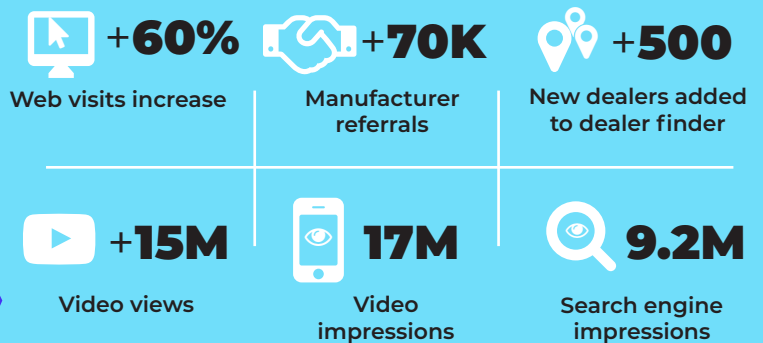 +60%
Web visits increase
+70K
Manufacturer
referrals
+500
New dealers added
to dealer finder
+15M
Video views
17M
Video
impressions
9.2M
Search engine
impressions